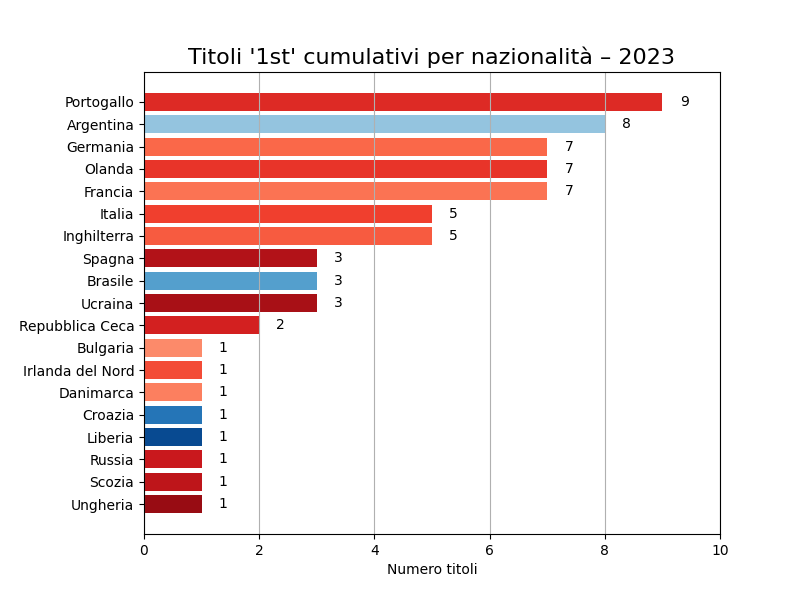 Titoli '1st' cumulativi per nazionalità – 2023
Portogallo 9
Argentina 8
Germania 7
Olanda 7
Francia 7
Italia 5
Inghilterra 5
Spagna 3
Brasile 3
Ucraina 3
Repubblica Ceca 2
Bulgaria 1
Irlanda del Nord 1
Danimarca 1
Croazia 1
Liberia 1
Russia 1
Scozia 1
Ungheria 1
0 2 4 6 8 10
Numero titoli